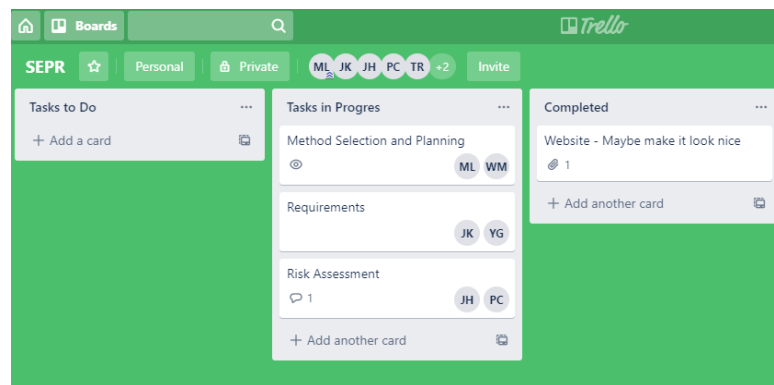 Boards
Trello
SEPR Personal Private ML JK JH PC TR +2 Invite
Tasks to Do
+ Add a card
Tasks in Progres
Method Selection and Planning
ML WM
Requirements
JK YG
Risk Assessment
1 JH PC
+ Add another card
Completed
Website - Maybe make it look nice
1
+ Add another card